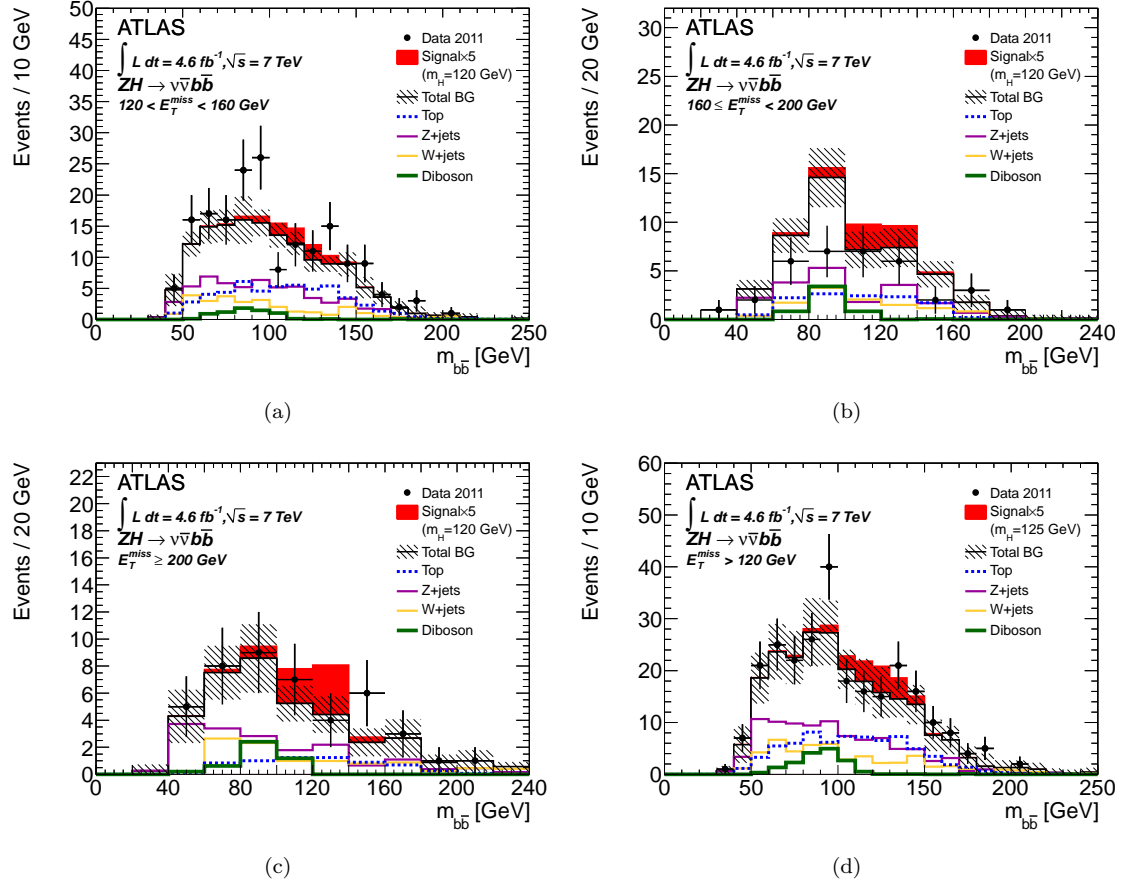 Events / 10 GeV
50
45
40
35
30
25
20
15
10
5
0
ATLAS
∫ L dt = 4.6 fb⁻¹,√s = 7 TeV
ZH → νν̄bb̄
120 < E_T^miss < 160 GeV
Data 2011
Signal×5
(m_H=120 GeV)
Total BG
Top
Z+jets
W+jets
Diboson
0 50 100 150 200 250
m_bb̄ [GeV]
(a)
Events / 20 GeV
30
25
20
15
10
5
0
ATLAS
∫ L dt = 4.6 fb⁻¹,√s = 7 TeV
ZH → νν̄bb̄
160 ≤ E_T^miss < 200 GeV
Data 2011
Signal×5
(m_H=120 GeV)
Total BG
Top
Z+jets
W+jets
Diboson
0 40 80 120 160 200 240
m_bb̄ [GeV]
(b)
Events / 20 GeV
22
20
18
16
14
12
10
8
6
4
2
0
ATLAS
∫ L dt = 4.6 fb⁻¹,√s = 7 TeV
ZH → νν̄bb̄
E_T^miss ≥ 200 GeV
Data 2011
Signal×5
(m_H=120 GeV)
Total BG
Top
Z+jets
W+jets
Diboson
0 40 80 120 160 200 240
m_bb̄ [GeV]
(c)
Events / 10 GeV
60
50
40
30
20
10
0
ATLAS
∫ L dt = 4.6 fb⁻¹,√s = 7 TeV
ZH → νν̄bb̄
E_T^miss > 120 GeV
Data 2011
Signal×5
(m_H=125 GeV)
Total BG
Top
Z+jets
W+jets
Diboson
0 50 100 150 200 250
m_bb̄ [GeV]
(d)